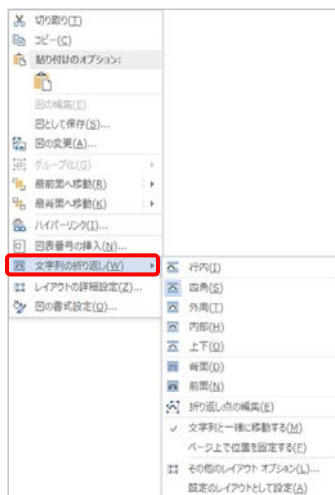 切り取り(T)
コピー(C)
貼り付けのオプション:
図の編集(E)
図として保存(S)...
図の変更(A)...
グループ化(G)
最前面へ移動(R)
最背面へ移動(K)
ハイパーリンク(I)...
図表番号の挿入(N)...
文字列の折り返し(W)
レイアウトの詳細設定(Z)...
図の書式設定(O)...
行内(I)
四角(S)
外周(T)
内部(H)
上下(O)
背面(D)
前面(N)
折り返し点の編集(E)
文字列と一緒に移動する(M)
ページ上で位置を固定する(F)
その他のレイアウト オプション(L)...
既定のレイアウトとして設定(A)